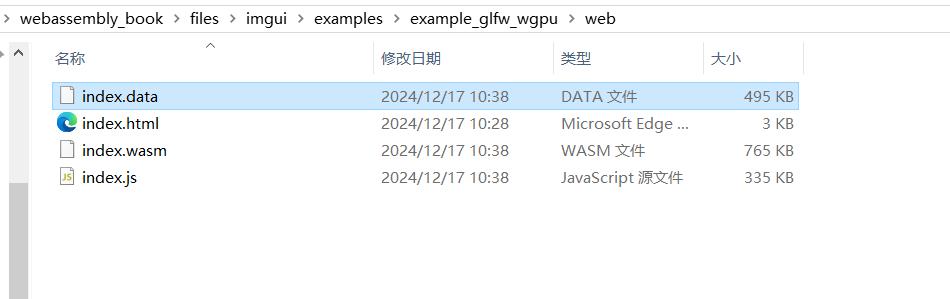 webassembly_book > files > imgui > examples > example_glfw_wgpu > web
名称 修改日期 类型 大小
index.data 2024/12/17 10:38 DATA 文件 495 KB
index.html 2024/12/17 10:28 Microsoft Edge ... 3 KB
index.wasm 2024/12/17 10:38 WASM 文件 765 KB
JS index.js 2024/12/17 10:38 JavaScript 源文件 335 KB